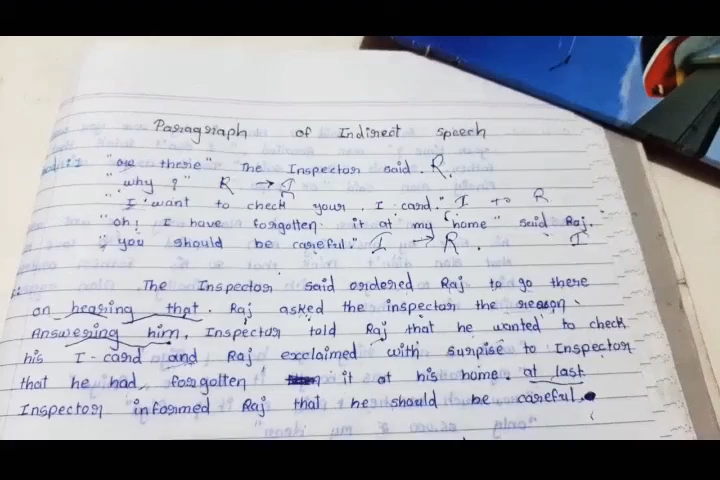 Paragraph of Indirect speech
"Go there" The Inspector said. R.
"Why ?" R → I
"I want to check your I card." I to R
"oh! I have forgotten it at my home" said Raj.
"you should be careful." I → R. I
The Inspector said ordered Raj to go there
on hearing that. Raj asked the inspector the reason
Answering him, Inspector told Raj that he wanted to check
his I-card and Raj exclaimed with surprise to Inspector
that he had forgotten it at his home. at last
Inspector informed Raj that he should be careful.